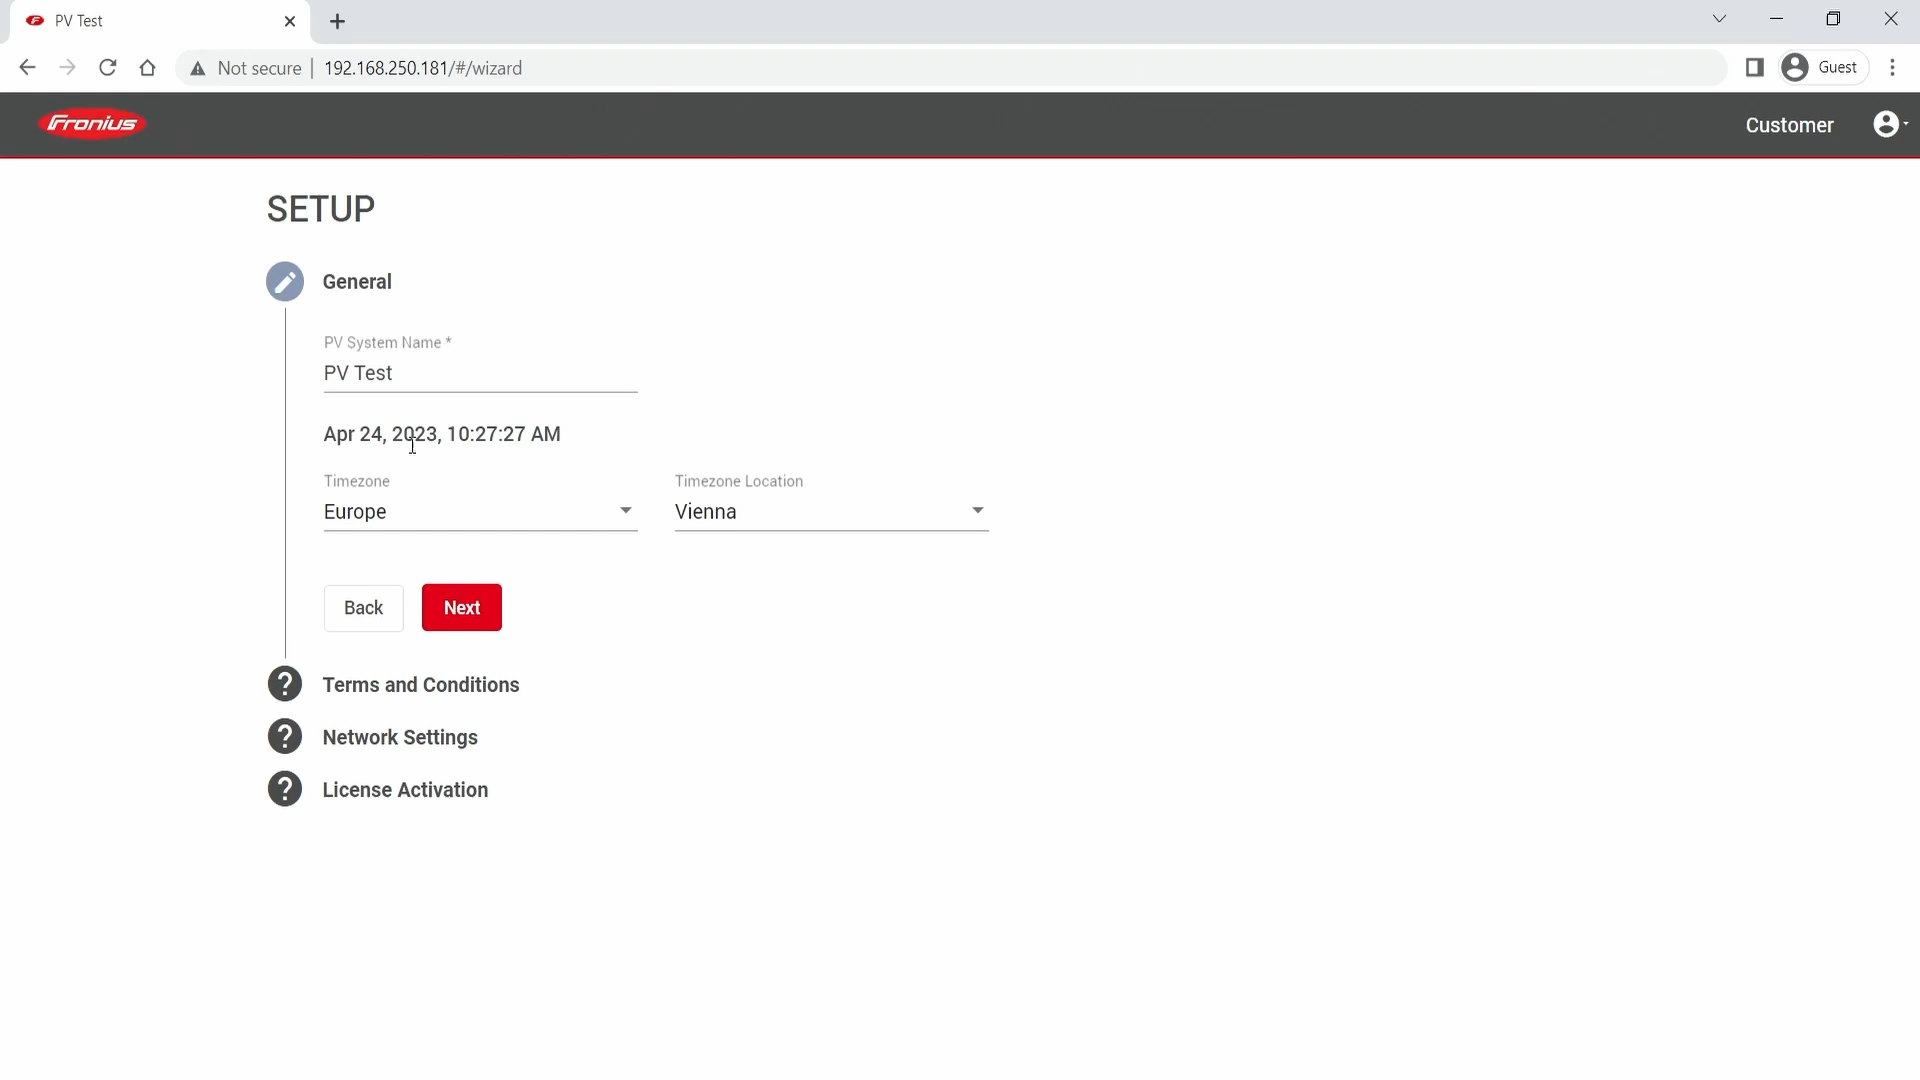 PV Test
Not secure
192.168.250.181/#/wizard
Guest
Fronius
Customer
SETUP
General
PV System Name *
PV Test
Apr 24, 2023, 10:27:27 AM
Timezone
Timezone Location
Europe
Vienna
Back
Next
Terms and Conditions
Network Settings
License Activation